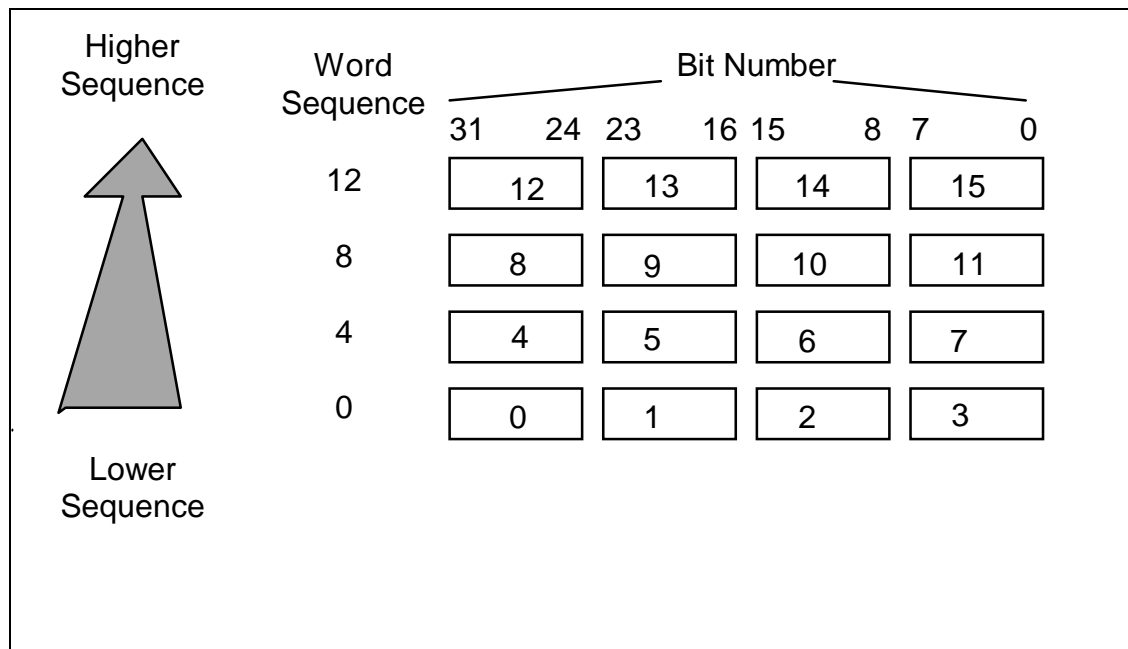 Higher
Sequence
Word
Sequence
Bit Number
31 24 23 16 15 8 7 0
12 12 13 14 15
8 8 9 10 11
4 4 5 6 7
0 0 1 2 3
Lower
Sequence